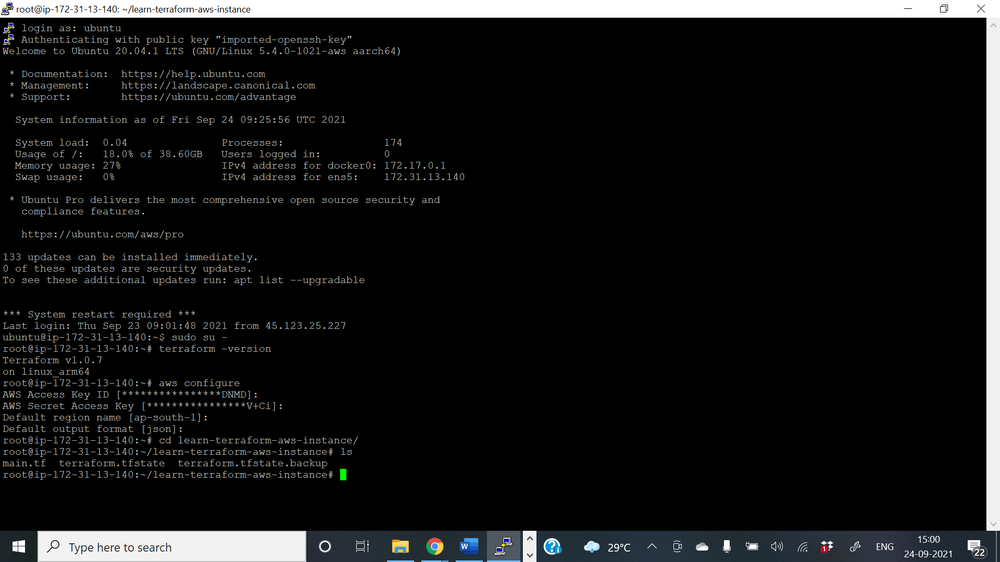 root@ip-172-31-13-140: ~/learn-terraform-aws-instance
login as: ubuntu
Authenticating with public key "imported-openssh-key"
Welcome to Ubuntu 20.04.1 LTS (GNU/Linux 5.4.0-1021-aws aarch64)
* Documentation:  https://help.ubuntu.com
* Management:     https://landscape.canonical.com
* Support:        https://ubuntu.com/advantage
System information as of Fri Sep 24 09:25:56 UTC 2021
System load:  0.04               Processes:                174
Usage of /:   18.0% of 38.60GB   Users logged in:          0
Memory usage: 27%                IPv4 address for docker0: 172.17.0.1
Swap usage:   0%                 IPv4 address for ens5:    172.31.13.140
* Ubuntu Pro delivers the most comprehensive open source security and
compliance features.
https://ubuntu.com/aws/pro
133 updates can be installed immediately.
0 of these updates are security updates.
To see these additional updates run: apt list --upgradable
*** System restart required ***
Last login: Thu Sep 23 09:01:48 2021 from 45.123.25.227
ubuntu@ip-172-31-13-140:~$ sudo su -
root@ip-172-31-13-140:~# terraform -version
Terraform v1.0.7
on linux_arm64
root@ip-172-31-13-140:~# aws configure
AWS Access Key ID [****************DNMD]:
AWS Secret Access Key [****************V+Ci]:
Default region name [ap-south-1]:
Default output format [json]:
root@ip-172-31-13-140:~# cd learn-terraform-aws-instance/
root@ip-172-31-13-140:~/learn-terraform-aws-instance# ls
main.tf  terraform.tfstate  terraform.tfstate.backup
root@ip-172-31-13-140:~/learn-terraform-aws-instance#
Type here to search
W
?
29°C
1
ENG
15:00
24-09-2021
22